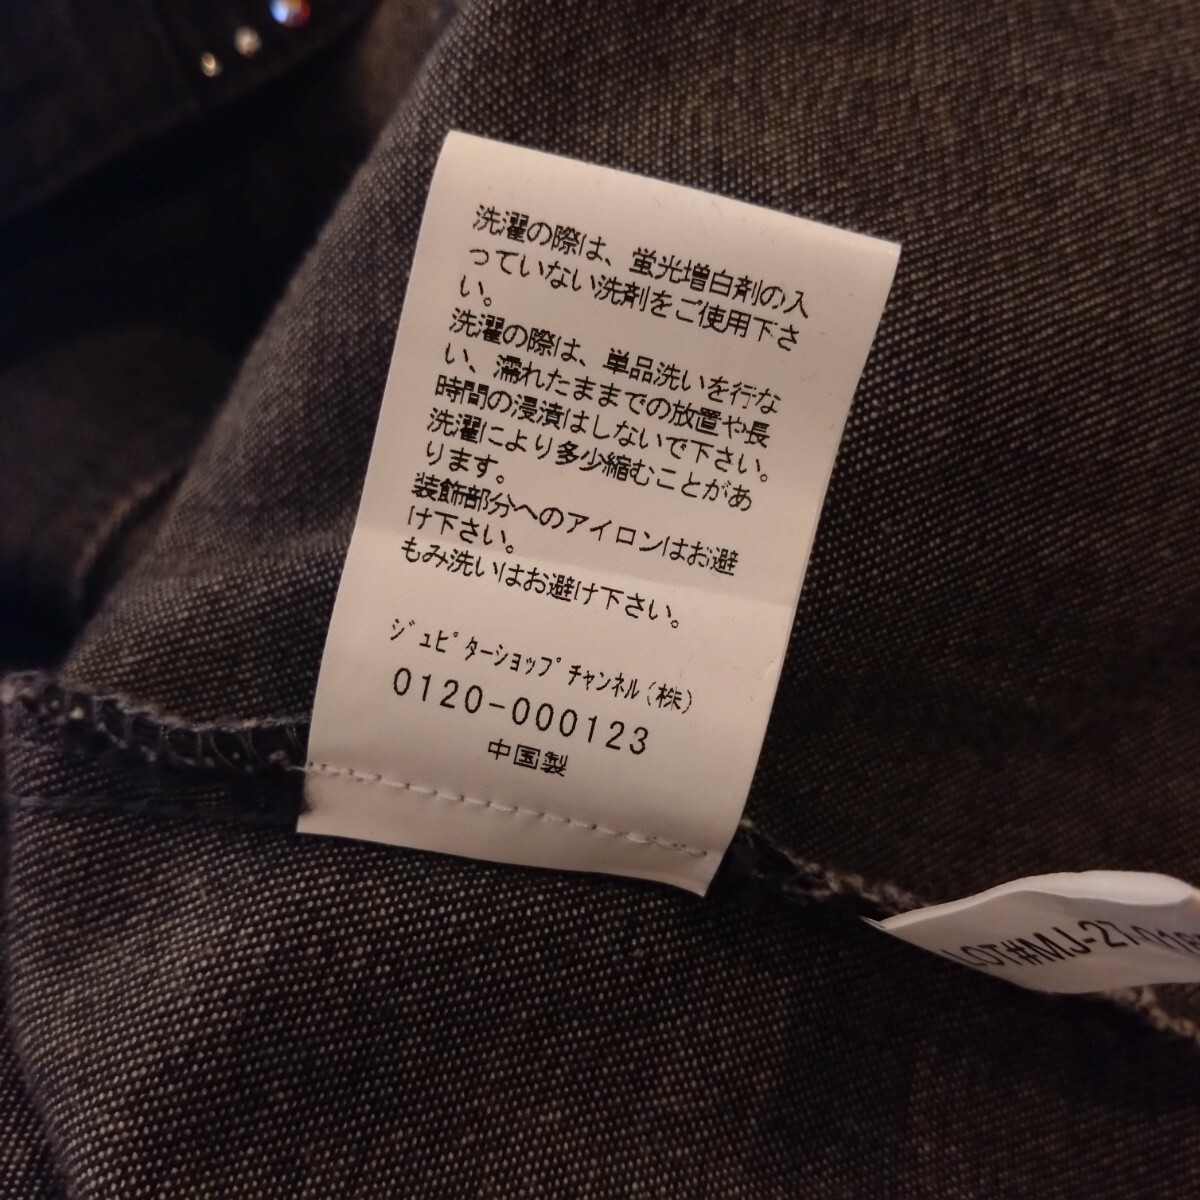 洗濯の際は、蛍光増白剤の入
っていない洗剤をご使用下さ
い。
洗濯の際は、単品洗いを行な
い、濡れたままでの放置や長
時間の浸漬はしないで下さい。
洗濯により多少縮むことがあ
ります。
装飾部分へのアイロンはお避
け下さい。
もみ洗いはお避け下さい。
ｼﾞｭﾋﾟﾀｰｼｮｯﾌﾟﾁｬﾝﾈﾙ(株)
0120-000123
中国製
LOT#MJ-27